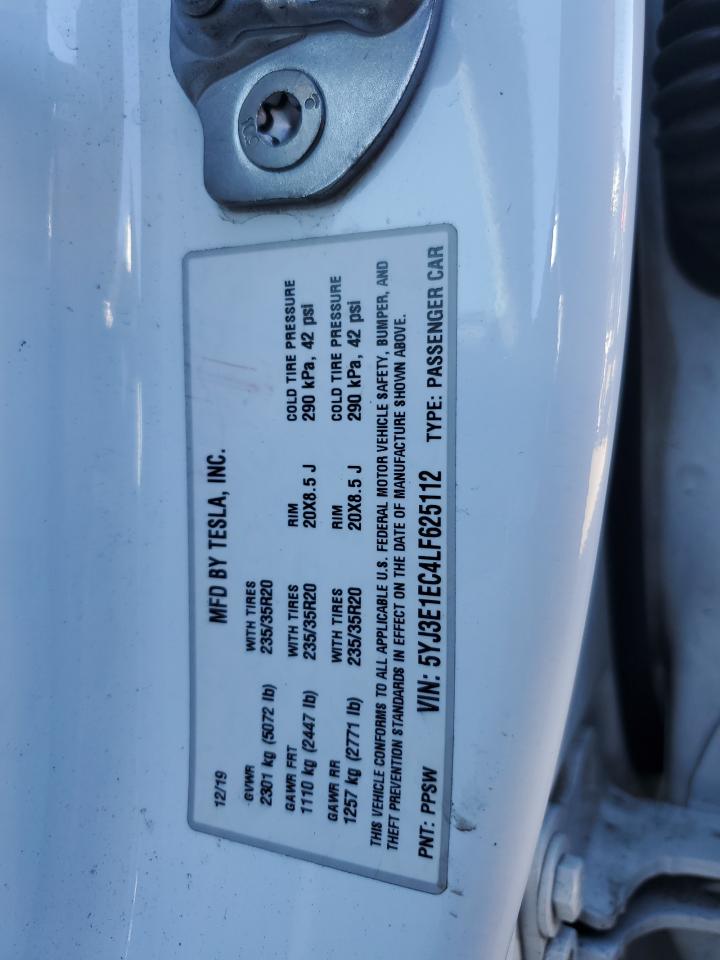 12/19 MFD BY TESLA, INC.
GVWR WITH TIRES
2301 kg (5072 lb) 235/35R20
GAWR FRT WITH TIRES RIM COLD TIRE PRESSURE
1110 kg (2447 lb) 235/35R20 20X8.5 J 290 kPa, 42 psi
GAWR RR WITH TIRES RIM COLD TIRE PRESSURE
1257 kg (2771 lb) 235/35R20 20X8.5 J 290 kPa, 42 psi
THIS VEHICLE CONFORMS TO ALL APPLICABLE U.S. FEDERAL MOTOR VEHICLE SAFETY, BUMPER, AND
THEFT PREVENTION STANDARDS IN EFFECT ON THE DATE OF MANUFACTURE SHOWN ABOVE.
PNT: PPSW VIN: 5YJ3E1EC4LF625112 TYPE: PASSENGER CAR